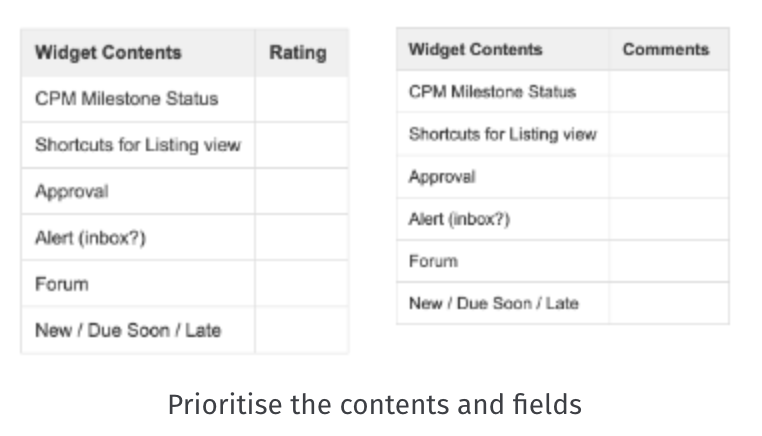 Widget Contents Rating
CPM Milestone Status
Shortcuts for Listing view
Approval
Alert (inbox?)
Forum
New / Due Soon / Late
Widget Contents Comments
CPM Milestone Status
Shortcuts for Listing view
Approval
Alert (inbox?)
Forum
New / Due Soon / Late
Prioritise the contents and fields